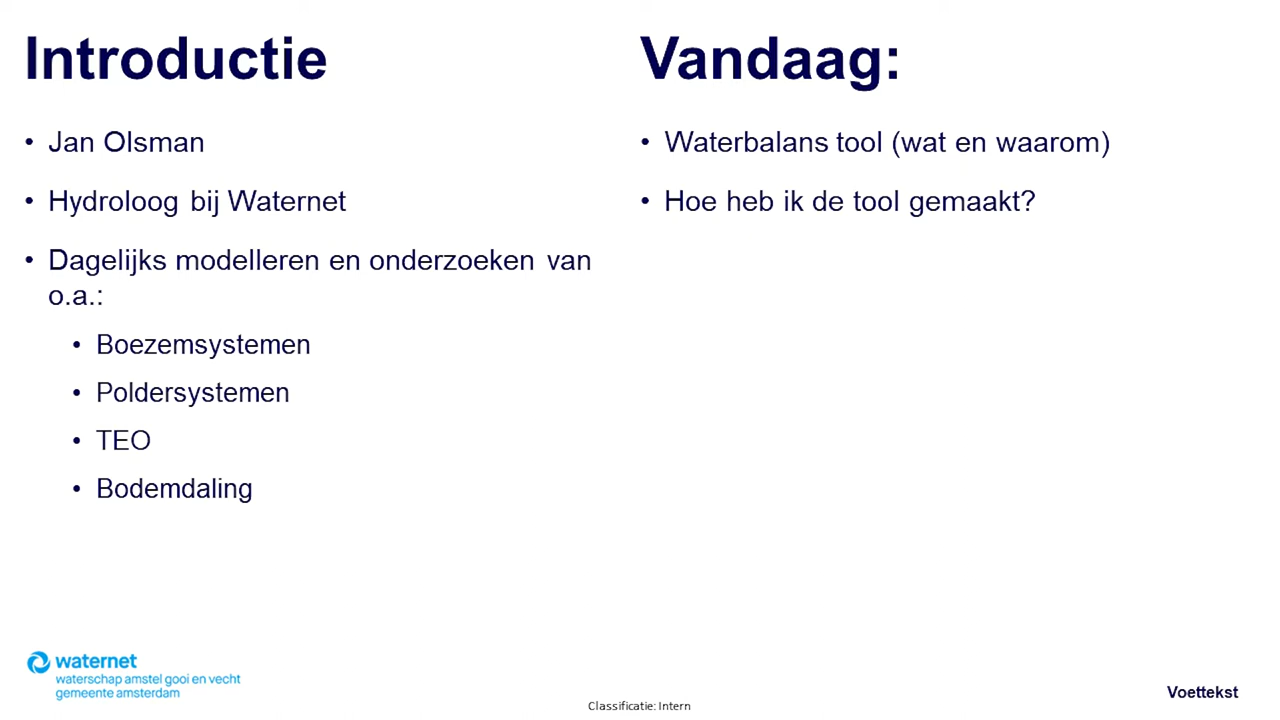 Introductie
• Jan Olsman
• Hydroloog bij Waternet
• Dagelijks modelleren en onderzoeken van
o.a.:
• Boezemsystemen
• Poldersystemen
• TEO
• Bodemdaling
Vandaag:
• Waterbalans tool (wat en waarom)
• Hoe heb ik de tool gemaakt?
waternet
waterschap amstel gooi en vecht
gemeente amsterdam
Classificatie: Intern
Voettekst